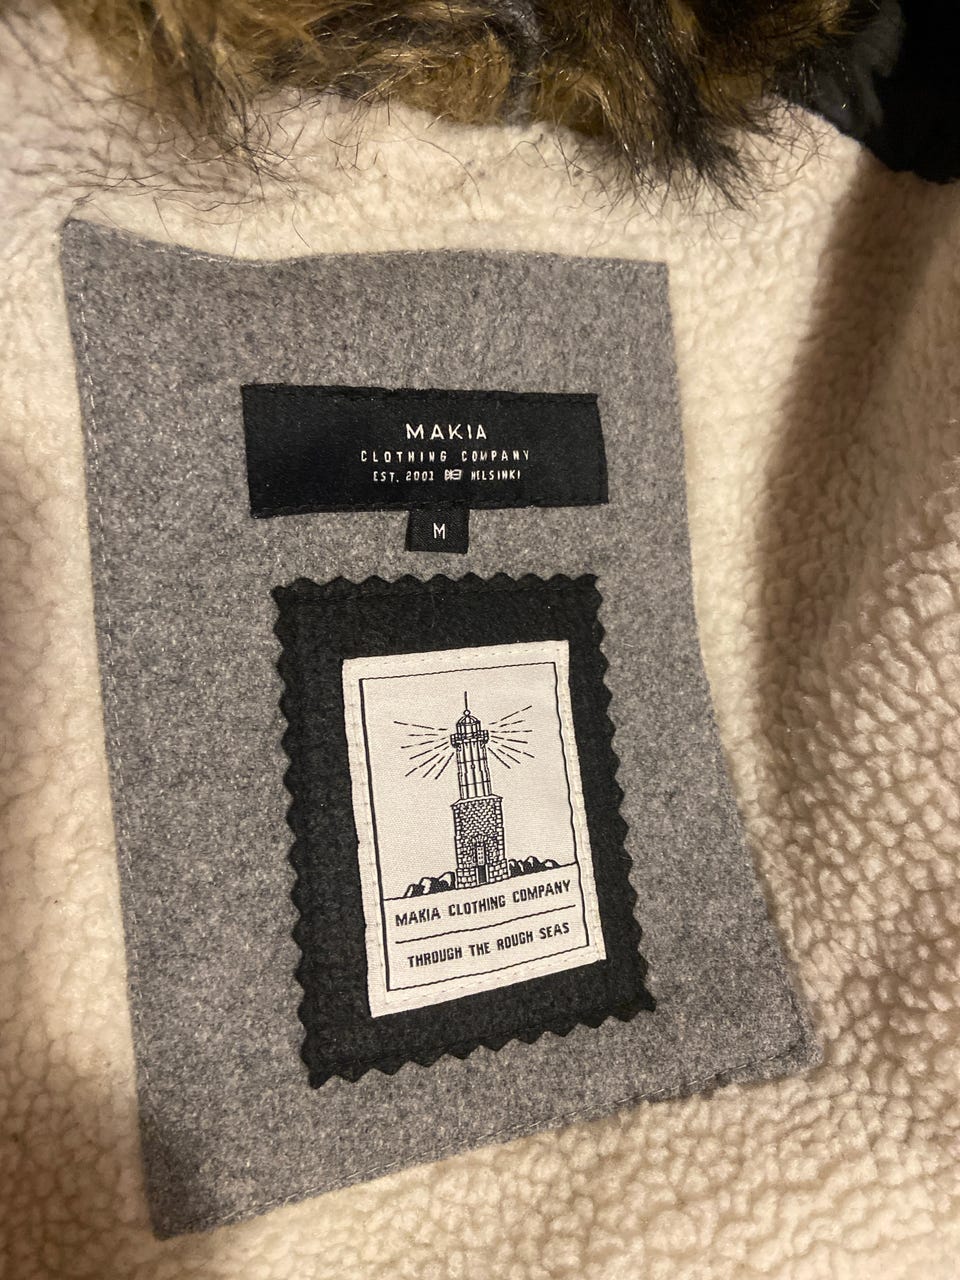 MAKIA
CLOTHING COMPANY
EST. 2001 HELSINKI
M
MAKIA CLOTHING COMPANY
THROUGH THE ROUGH SEAS